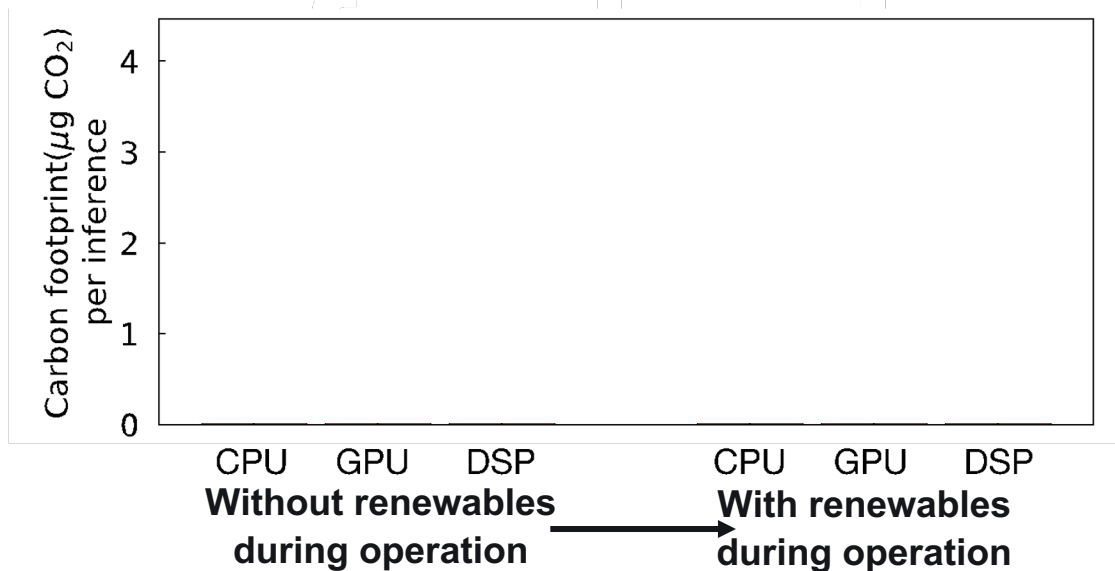 Carbon footprint(μg CO₂)
per inference
4
3
2
1
0
CPU GPU DSP CPU GPU DSP
Without renewables
during operation
With renewables
during operation